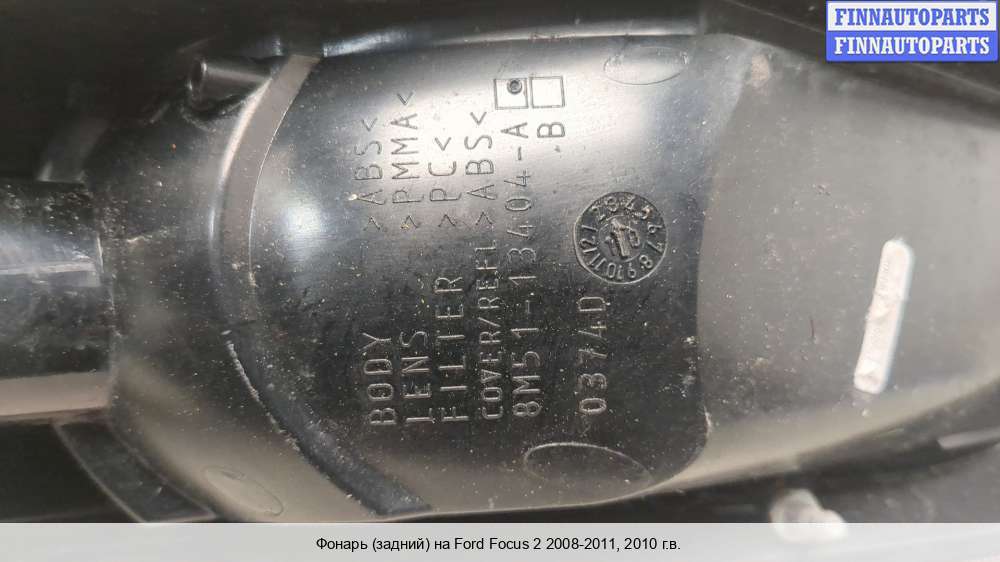 FINNAUTOPARTS
FINNAUTOPARTS
BODY >ABS<
LENS >PMMA<
FILTER >PC<
COVER/REFL >ABS<
8M51-13404-A
B
0374D
Фонарь (задний) на Ford Focus 2 2008-2011, 2010 г.в.